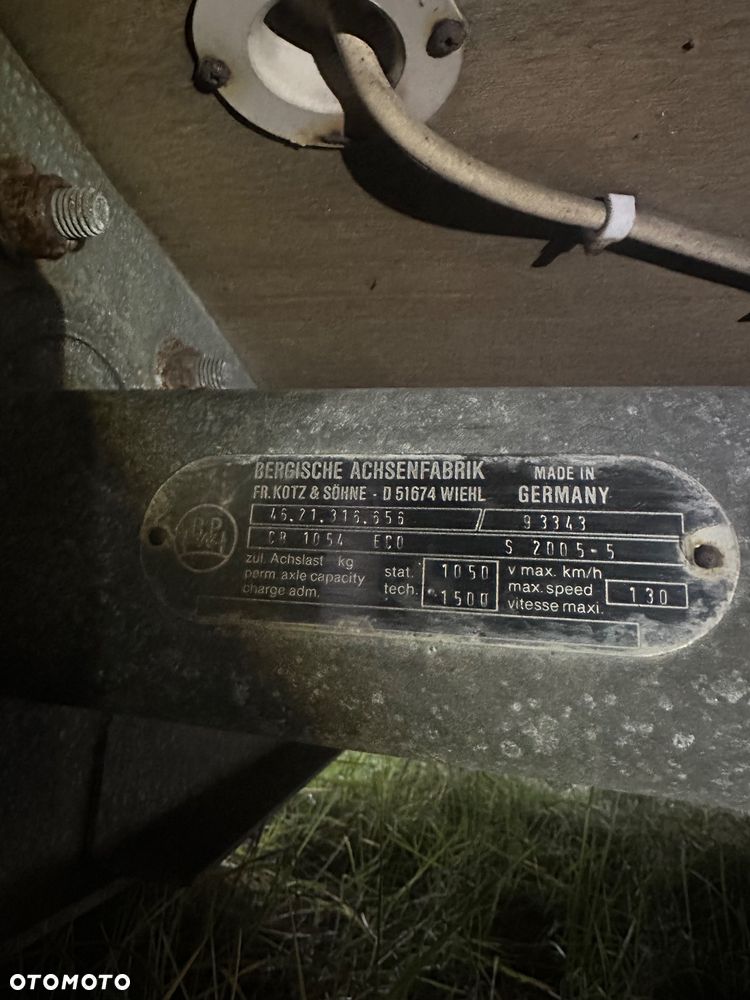 BERGISCHE ACHSENFABRIK
FR. KOTZ & SÖHNE - D 51674 WIEHL
MADE IN
GERMANY
46.21.316.656 / 93343
CB 1054 ECO S 2005-5
zul. Achslast kg
perm. axle capacity
charge adm.
stat. 1050
tech. 1500
v max. km/h
max. speed
vitesse maxi.
130
OTOMOTO